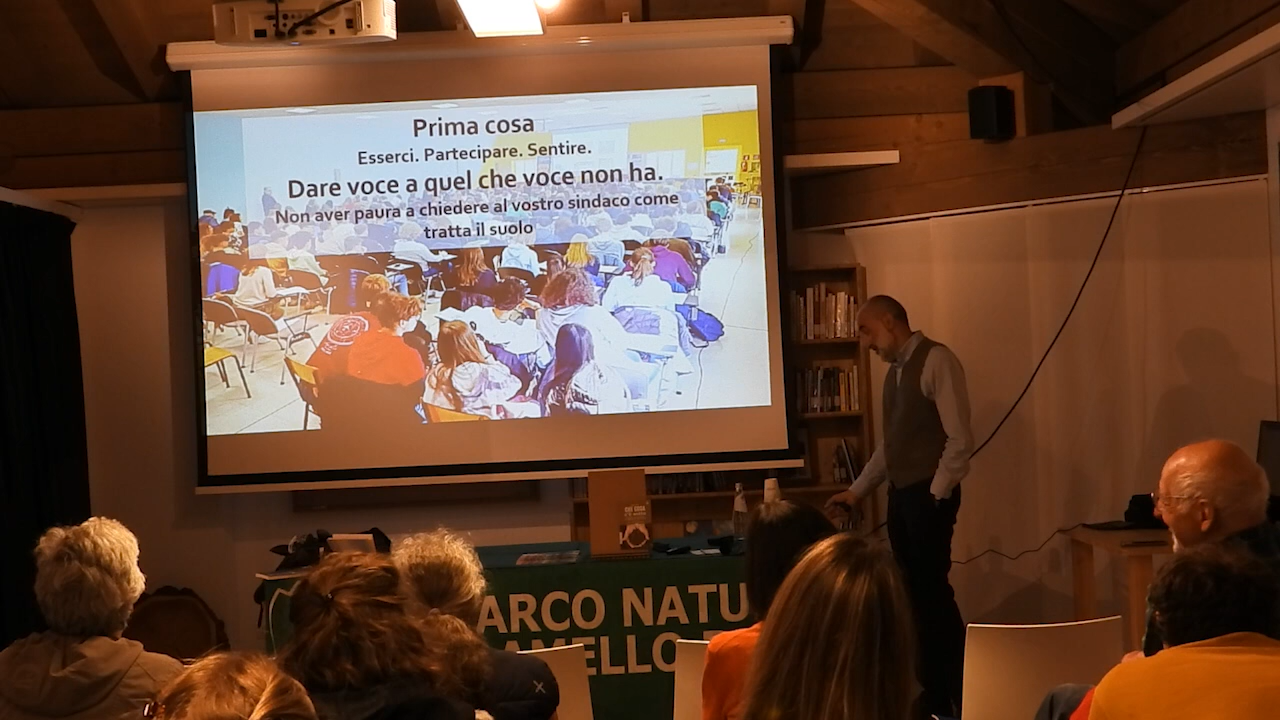 Prima cosa
Esserci. Partecipare. Sentire.
Dare voce a quel che voce non ha.
Non aver paura a chiedere al vostro sindaco come
tratta il suolo
ARCO NATU
AMELLO